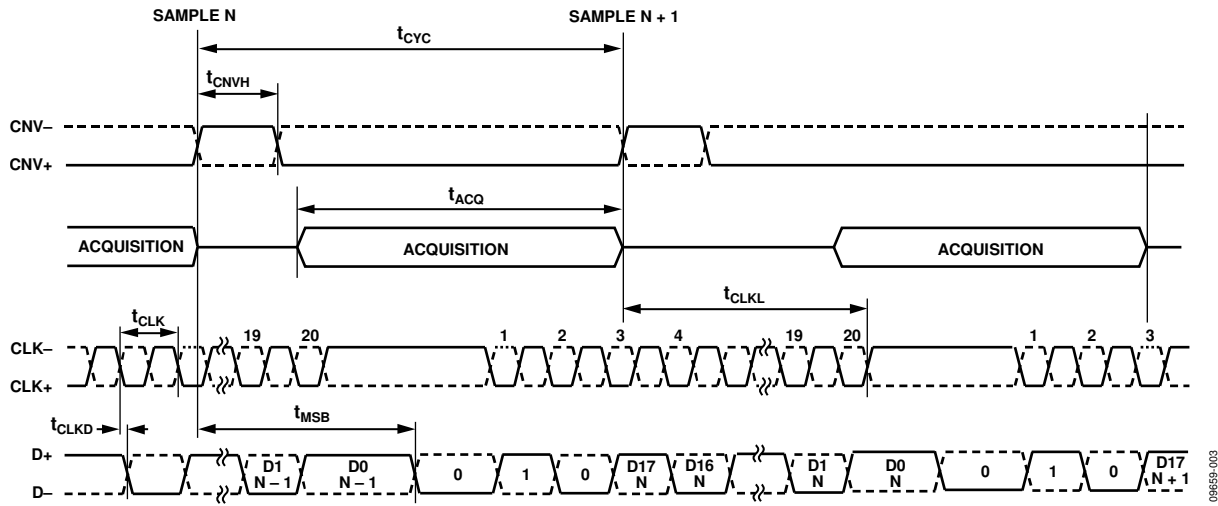 SAMPLE N SAMPLE N + 1
tCYC
tCNVH
CNV–
CNV+
tACQ
ACQUISITION ACQUISITION ACQUISITION
tCLKL
tCLK
19 20 1 2 3 4 19 20 1 2 3
CLK–
CLK+
tCLKD tMSB
D+
D–
D1 N – 1
D0 N – 1
0 1 0
D17 N
D16 N
D1 N
D0 N
0 1 0
D17 N + 1
09659-003